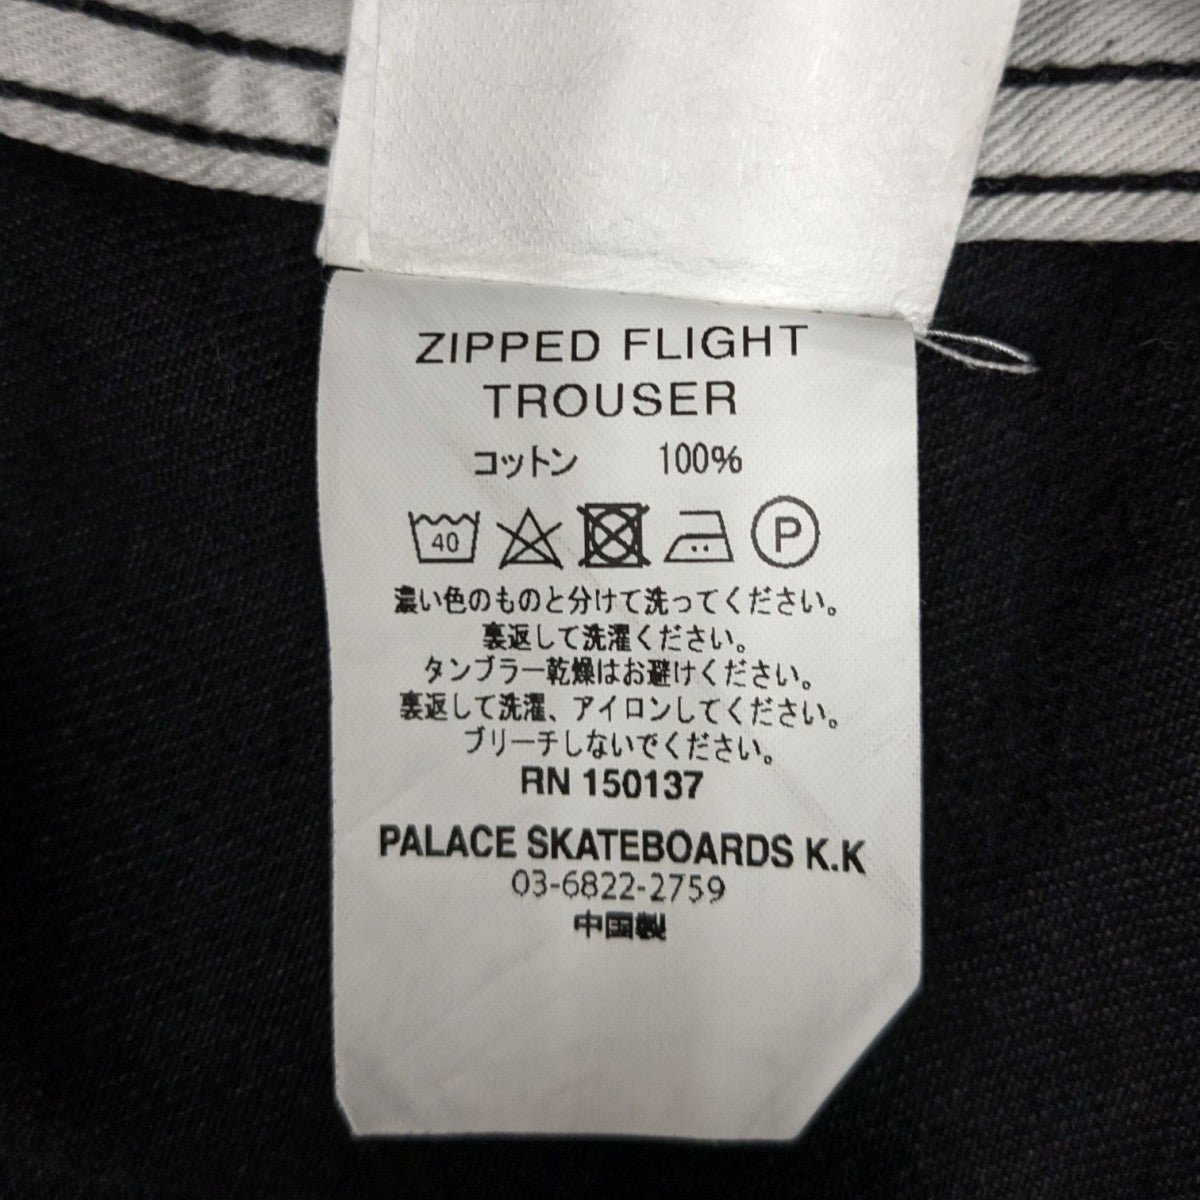 ZIPPED FLIGHT
TROUSER
コットン 100%
40 P
濃い色のものと分けて洗ってください。
裏返して洗濯ください。
タンブラー乾燥はお避けください。
裏返して洗濯、アイロンしてください。
ブリーチしないでください。
RN 150137
PALACE SKATEBOARDS K.K
03-6822-2759
中国製